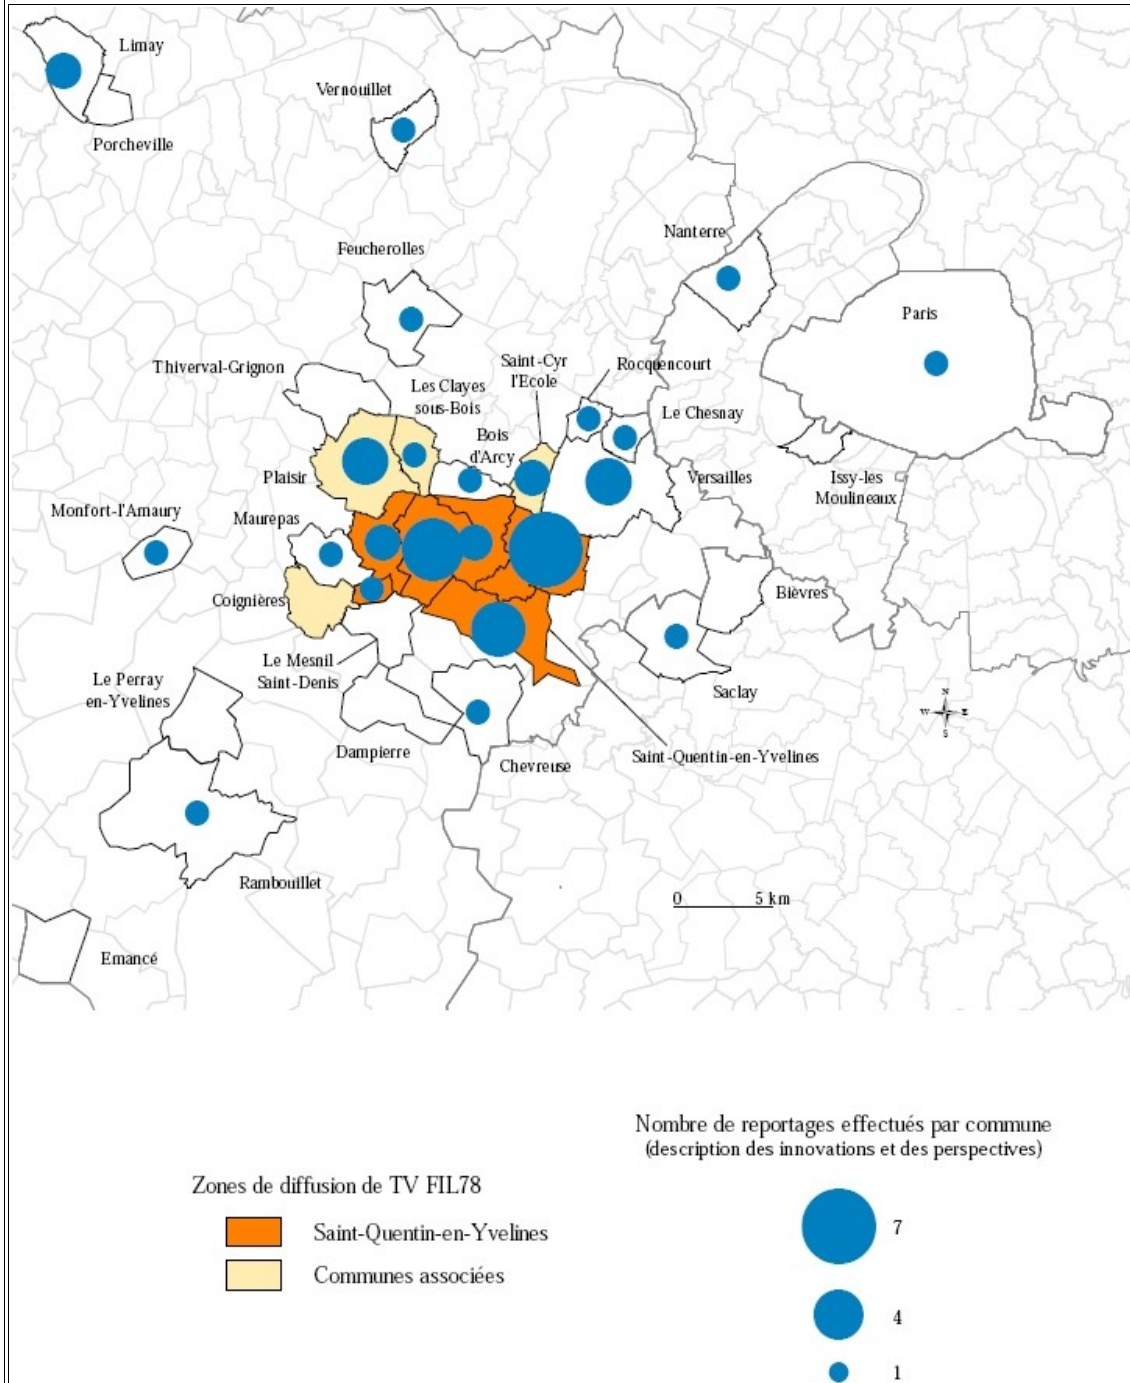 Limay
Vernouillet
Porcheville
Nanterre
Feucherolles
Paris
Thiverval-Grignon
Saint-Cyr
l'Ecole
Rocquencourt
Les Clayes
sous-Bois
Le Chesnay
Bois
d'Arcy
Plaisir
Versailles
Issy-les
Moulineaux
Monfort-l'Amaury
Maurepas
Coignières
Bièvres
Le Mesnil
Saint-Denis
Le Perray
en-Yvelines
Saclay
N
W E
S
Dampierre
Chevreuse
Saint-Quentin-en-Yvelines
Rambouillet
0 5 km
Emancé
Nombre de reportages effectués par commune
(description des innovations et des perspectives)
Zones de diffusion de TV FIL78
Saint-Quentin-en-Yvelines
Communes associées
7
4
1